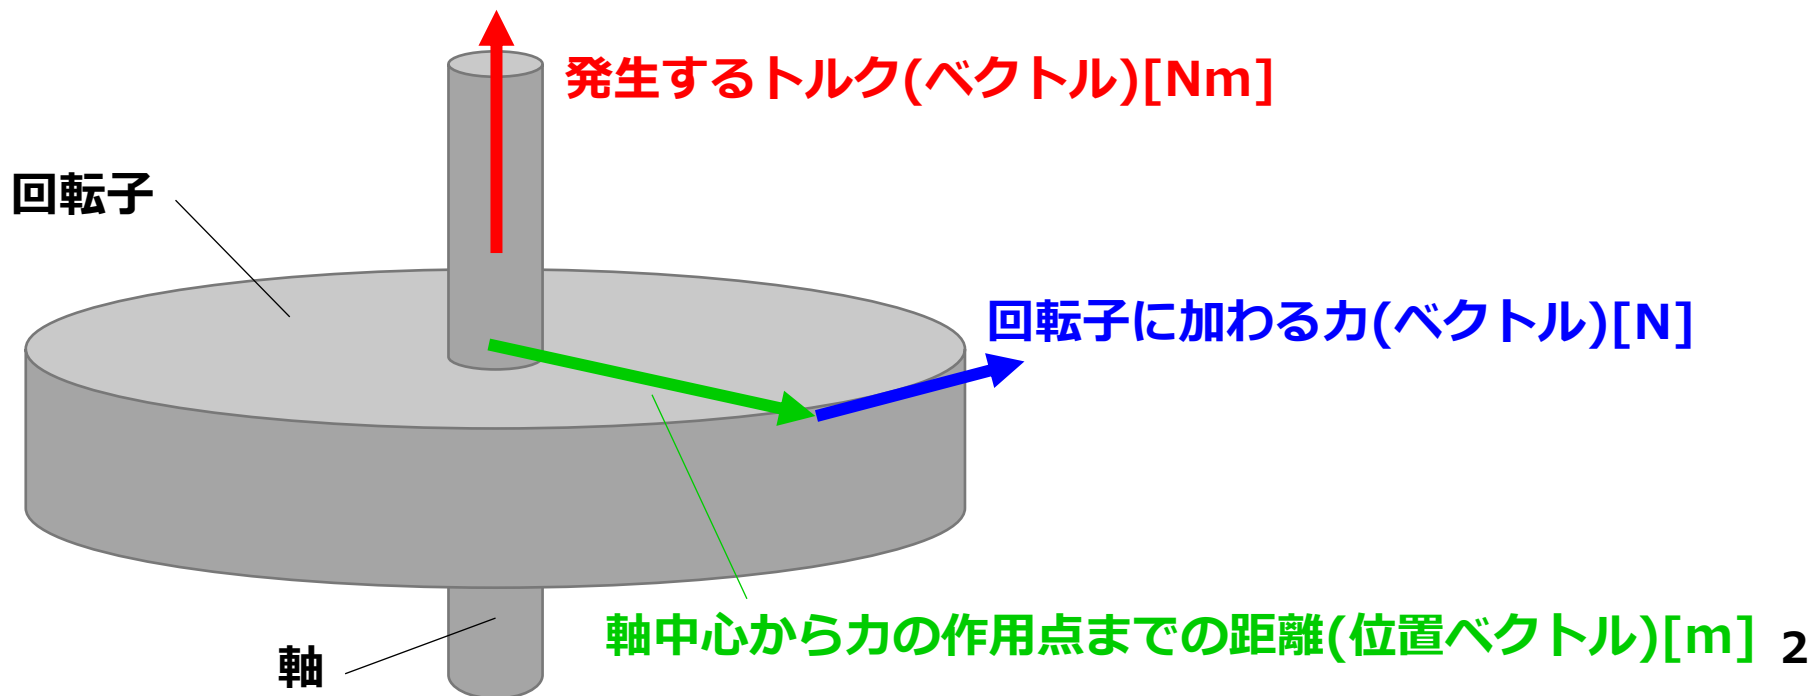 発生するトルク(ベクトル)[Nm]
回転子
回転子に加わる力(ベクトル)[N]
軸中心から力の作用点までの距離(位置ベクトル)[m]
2
軸